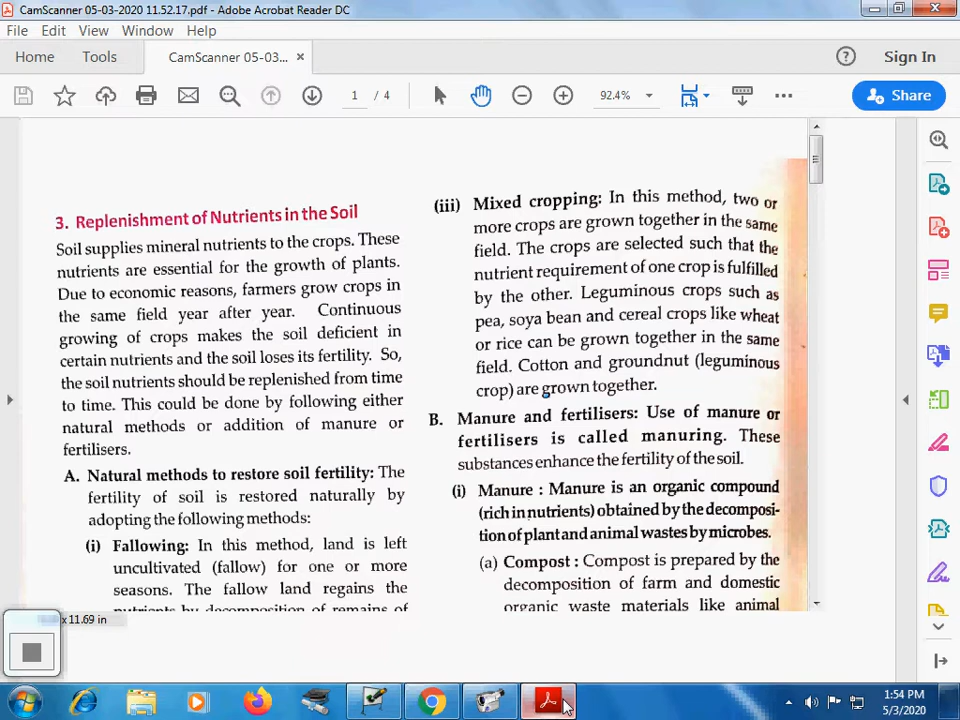 CamScanner 05-03-2020 11.52.17.pdf - Adobe Acrobat Reader DC
File Edit View Window Help
Home Tools CamScanner 05-03... × Sign In
1 / 4 92.4% Share
3. Replenishment of Nutrients in the Soil
Soil supplies mineral nutrients to the crops. These
nutrients are essential for the growth of plants.
Due to economic reasons, farmers grow crops in
the same field year after year. Continuous
growing of crops makes the soil deficient in
certain nutrients and the soil loses its fertility. So,
the soil nutrients should be replenished from time
to time. This could be done by following either
natural methods or addition of manure or
fertilisers.
A. Natural methods to restore soil fertility: The
fertility of soil is restored naturally by
adopting the following methods:
(i) Fallowing: In this method, land is left
uncultivated (fallow) for one or more
seasons. The fallow land regains the
nutrients by decomposition of remains of
(iii) Mixed cropping: In this method, two or
more crops are grown together in the same
field. The crops are selected such that the
nutrient requirement of one crop is fulfilled
by the other. Leguminous crops such as
pea, soya bean and cereal crops like wheat
or rice can be grown together in the same
field. Cotton and groundnut (leguminous
crop) are grown together.
B. Manure and fertilisers: Use of manure or
fertilisers is called manuring. These
substances enhance the fertility of the soil.
(i) Manure : Manure is an organic compound
(rich in nutrients) obtained by the decomposi-
tion of plant and animal wastes by microbes.
(a) Compost : Compost is prepared by the
decomposition of farm and domestic
organic waste materials like animal
x 11.69 in
1:54 PM
5/3/2020